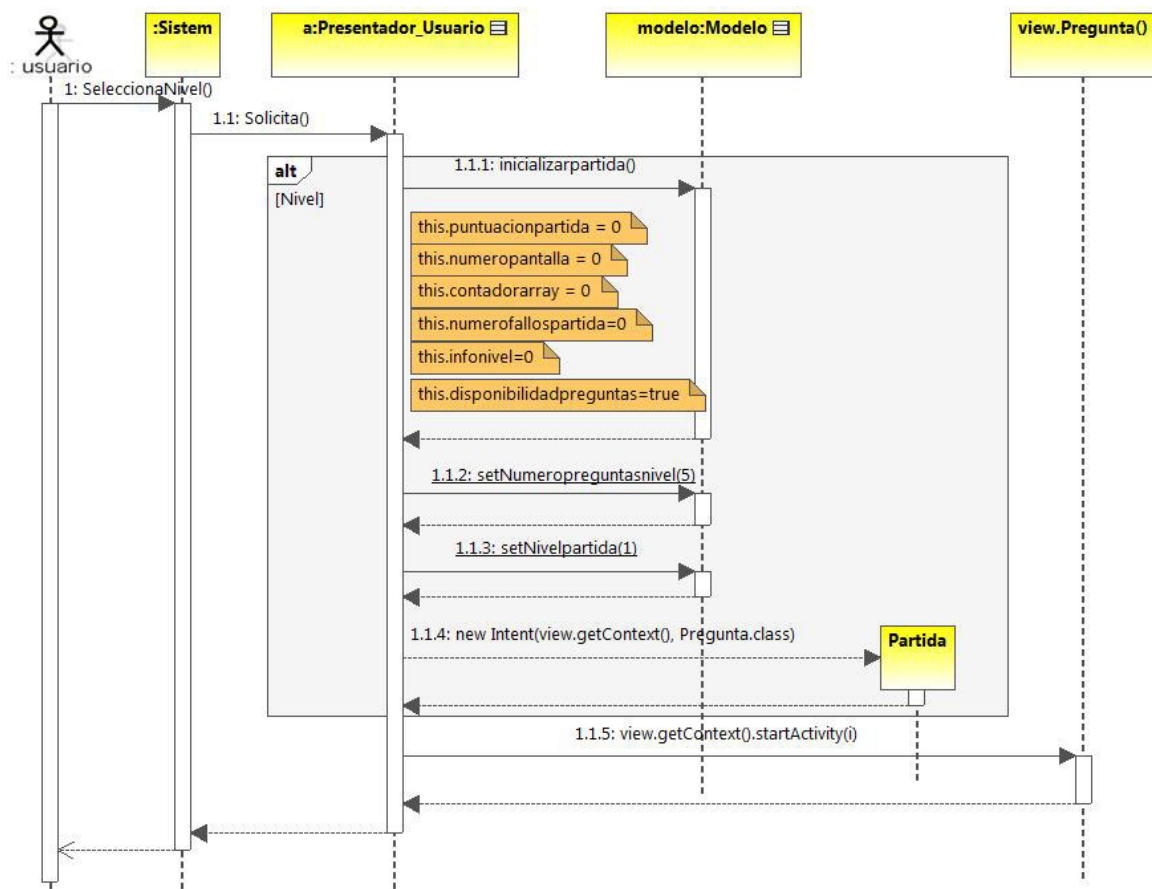 :Sistem
a:Presentador_Usuario
modelo:Modelo
view.Pregunta()
: usuario
1: SeleccionaNivel()
1.1: Solicita()
alt
[Nivel]
1.1.1: inicializarpartida()
this.puntuacionpartida = 0
this.numeropantalla = 0
this.contadorarray = 0
this.numerofallospartida=0
this.infonivel=0
this.disponibilidadpreguntas=true
1.1.2: setNumeropreguntasnivel(5)
1.1.3: setNivelpartida(1)
1.1.4: new Intent(view.getContext(), Pregunta.class)
Partida
1.1.5: view.getContext().startActivity(i)